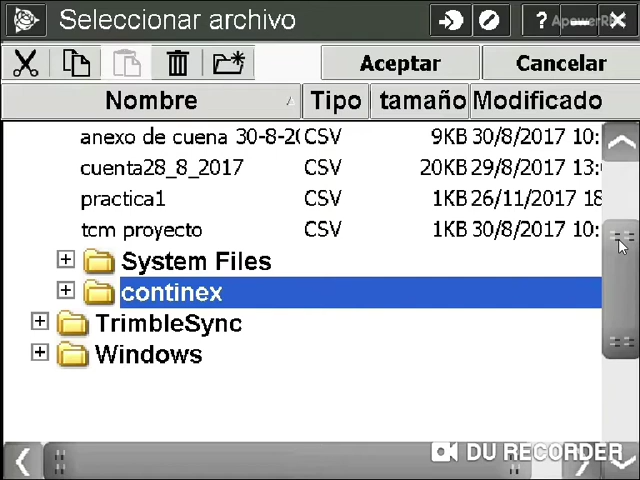 Seleccionar archivo
? ApowerR
Aceptar Cancelar
Nombre Tipo tamaño Modificado
anexo de cuena 30-8-20 CSV 9KB 30/8/2017 10:
cuenta28_8_2017 CSV 20KB 29/8/2017 13:
practica1 CSV 1KB 26/11/2017 18
tcm proyecto CSV 1KB 30/8/2017 10:
System Files
continex
TrimbleSync
Windows
DU RECORDER